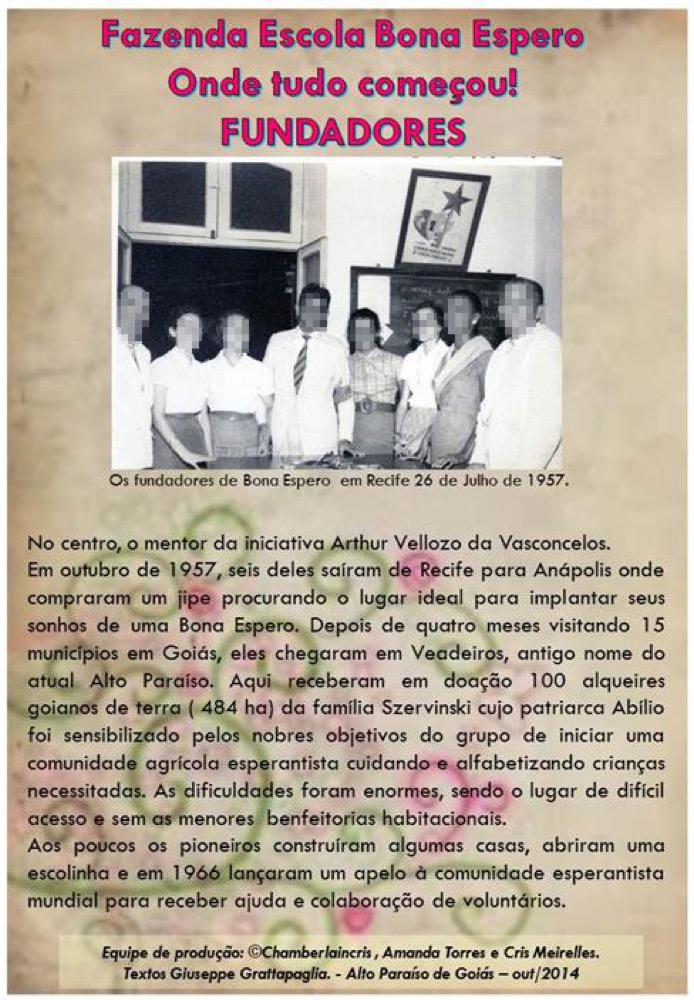 Fazenda Escola Bona Espero
Onde tudo começou!
FUNDADORES
Os fundadores de Bona Espero em Recife 26 de Julho de 1957.
No centro, o mentor da iniciativa Arthur Vellozo da Vasconcelos.
Em outubro de 1957, seis deles saíram de Recife para Anápolis onde
compraram um jipe procurando o lugar ideal para implantar seus
sonhos de uma Bona Espero. Depois de quatro meses visitando 15
municípios em Goiás, eles chegaram em Veadeiros, antigo nome do
atual Alto Paraíso. Aqui receberam em doação 100 alqueires
goianos de terra ( 484 ha) da família Szervinski cujo patriarca Abílio
foi sensibilizado pelos nobres objetivos do grupo de iniciar uma
comunidade agrícola esperantista cuidando e alfabetizando crianças
necessitadas. As dificuldades foram enormes, sendo o lugar de difícil
acesso e sem as menores benfeitorias habitacionais.
Aos poucos os pioneiros construíram algumas casas, abriram uma
escolinha e em 1966 lançaram um apelo à comunidade esperantista
mundial para receber ajuda e colaboração de voluntários.
Equipe de produção: ©Chamberlaincris , Amanda Torres e Cris Meirelles.
Textos Giuseppe Grattapaglia. - Alto Paraíso de Goiás – out/2014